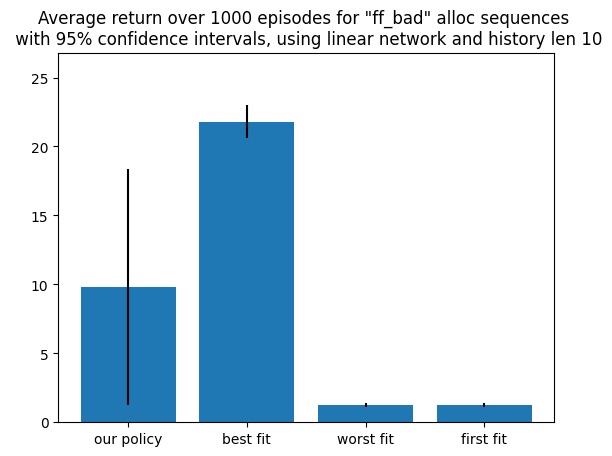 Average return over 1000 episodes for "ff_bad" alloc sequences
with 95% confidence intervals, using linear network and history len 10
25
20
15
10
5
0
our policy best fit worst fit first fit